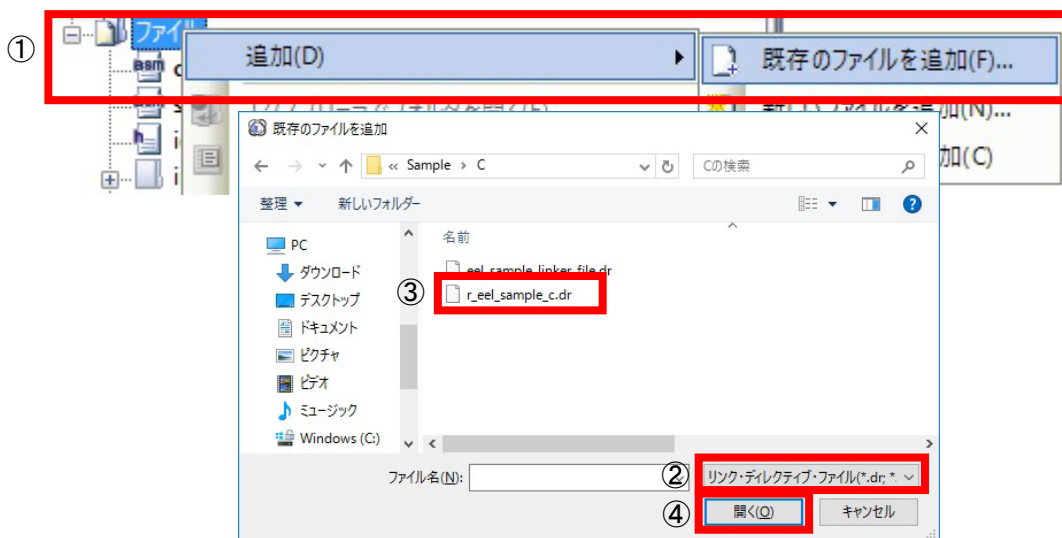 ①
ファイル
追加(D)
既存のファイルを追加(F)...
asm
既存のファイルを追加
« Sample › C
Cの検索
整理
新しいフォルダー
PC
ダウンロード
デスクトップ
ドキュメント
ピクチャ
ビデオ
ミュージック
Windows (C:)
名前
eel_sample_linker_file.dr
③
r_eel_sample_c.dr
ファイル名(N):
②
リンク・ディレクティブ・ファイル(*.dr; *.
④
開く(O)
キャンセル